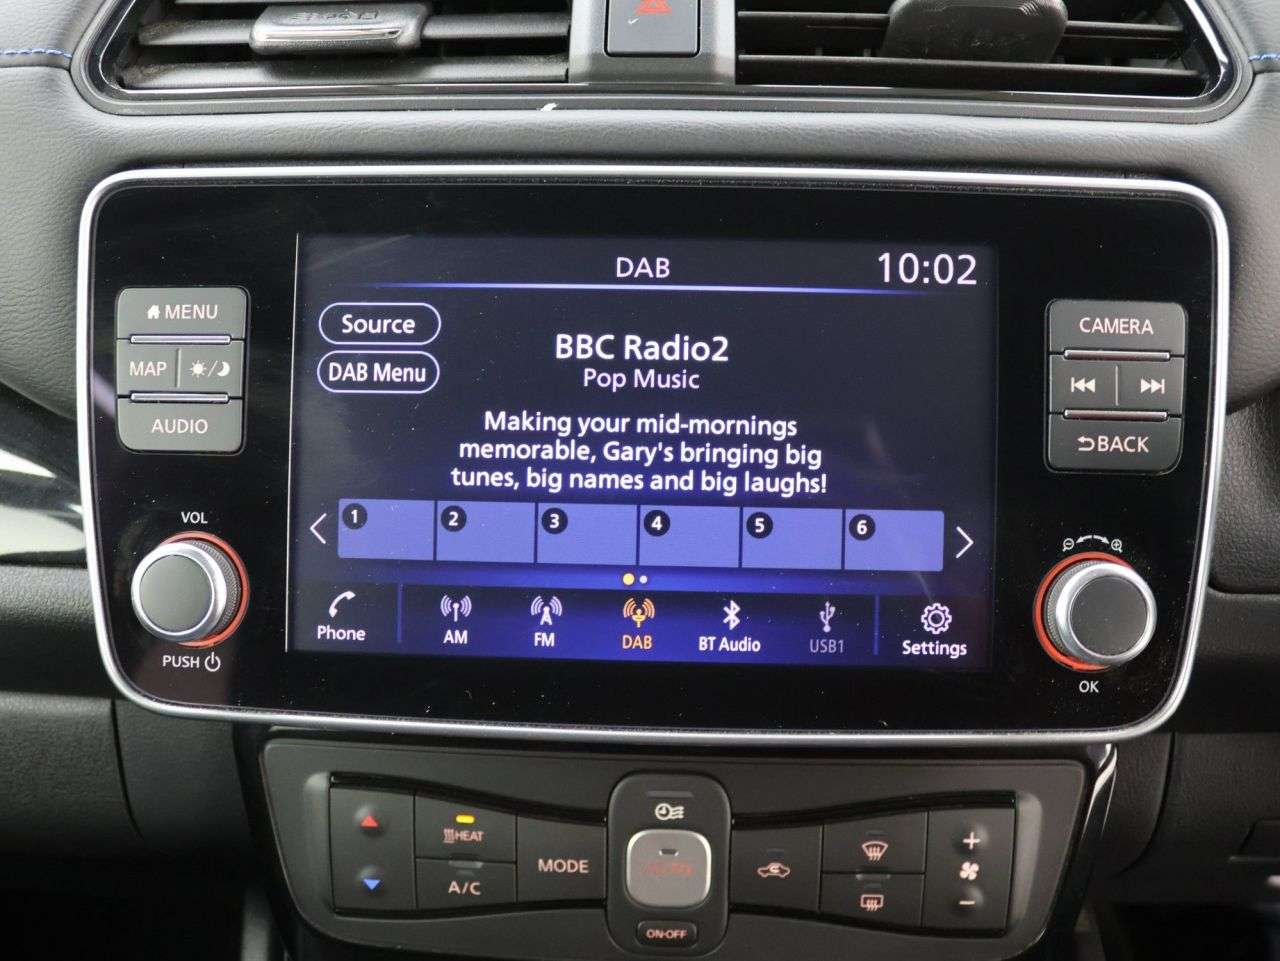 DAB
10:02
MENU
MAP
AUDIO
Source
DAB Menu
BBC Radio2
Pop Music
Making your mid-mornings
memorable, Gary's bringing big
tunes, big names and big laughs!
1 2 3 4 5 6
Phone
AM
FM
DAB
BT Audio
USB1
Settings
CAMERA
BACK
VOL
PUSH
OK
HEAT
A/C
MODE
AUTO
ON·OFF
+
−